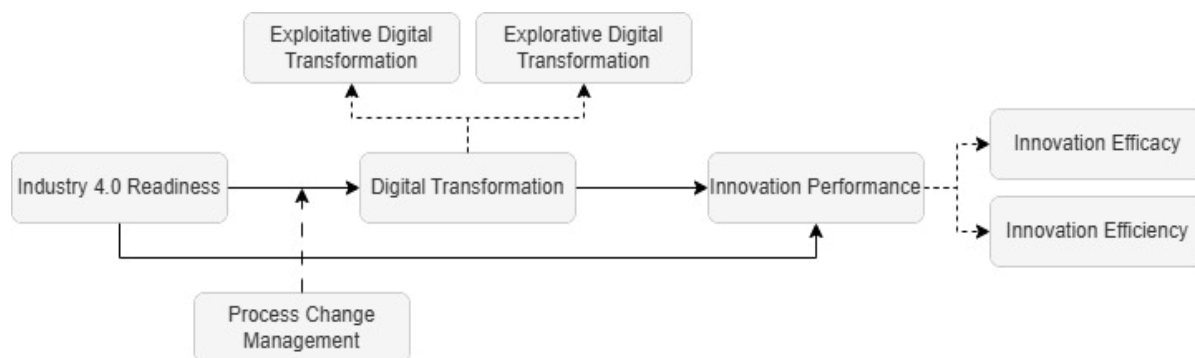 Exploitative Digital
Transformation
Explorative Digital
Transformation
Industry 4.0 Readiness
Digital Transformation
Innovation Performance
Innovation Efficacy
Innovation Efficiency
Process Change
Management